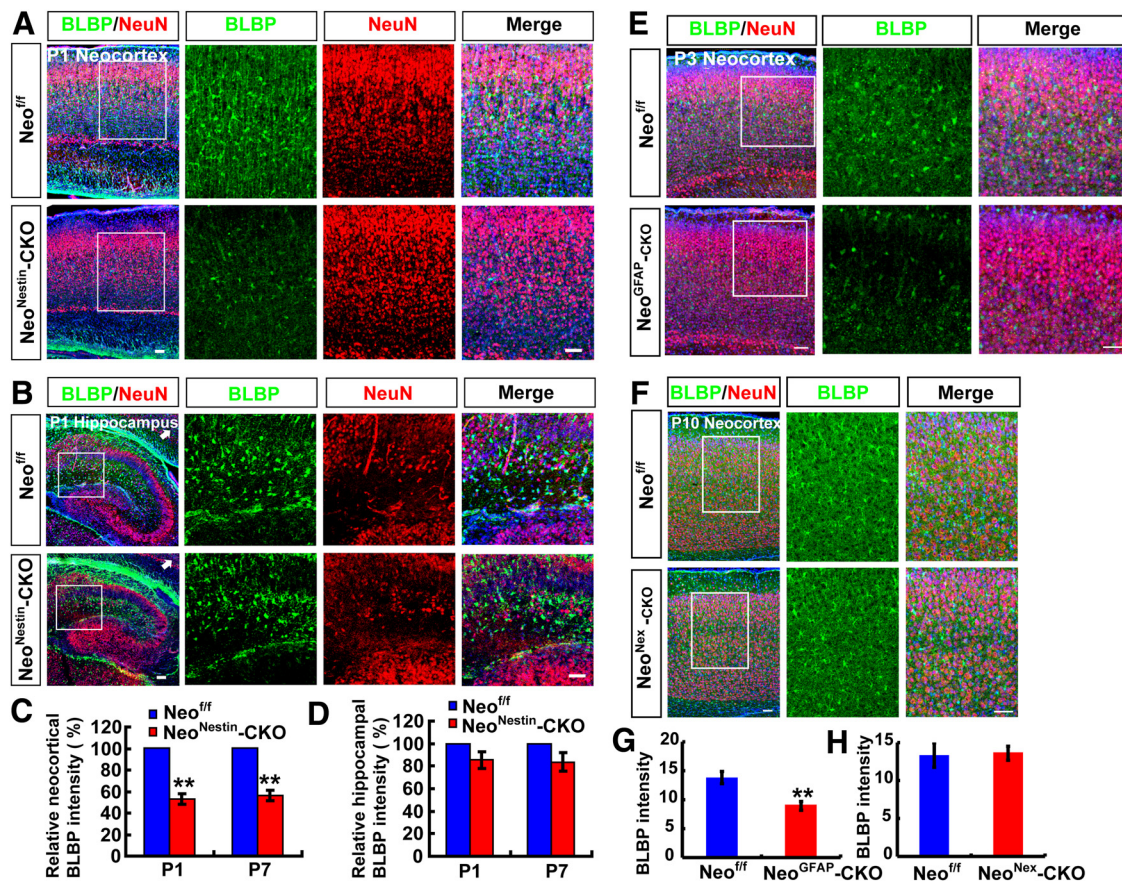 A
BLBP/NeuN BLBP NeuN Merge
P1 Neocortex
Neo^f/f
Neo^Nestin-CKO
B
BLBP/NeuN BLBP NeuN Merge
P1 Hippocampus
Neo^f/f
Neo^Nestin-CKO
C
Neo^f/f
Neo^Nestin-CKO
Relative neocortical
BLBP intensity ( %)
120
100
80
60
40
20
0
** **
P1 P7
D
Neo^f/f
Neo^Nestin-CKO
Relative hippocampal
BLBP intensity ( %)
120
100
80
60
40
20
0
P1 P7
E
BLBP/NeuN BLBP Merge
P3 Neocortex
Neo^f/f
Neo^GFAP-CKO
F
BLBP/NeuN BLBP Merge
P10 Neocortex
Neo^f/f
Neo^Nex-CKO
G
BLBP intensity
20
15
10
5
0
**
Neo^f/f Neo^GFAP-CKO
H
BLBP intensity
15
10
5
0
Neo^f/f Neo^Nex-CKO